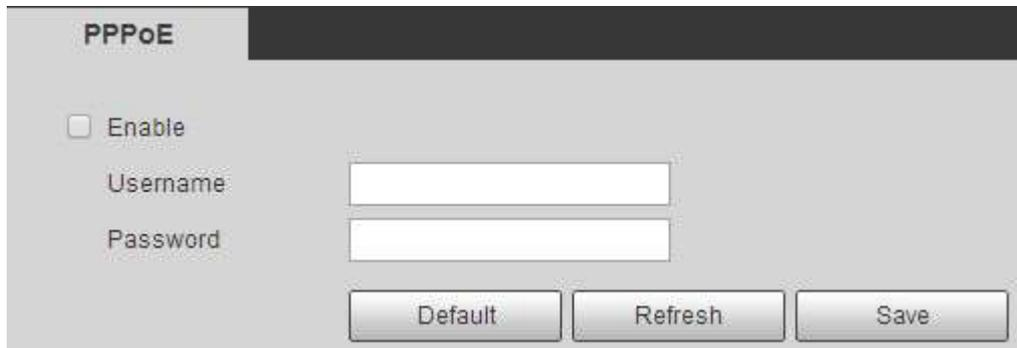 PPPoE
Enable
Username
Password
Default Refresh Save